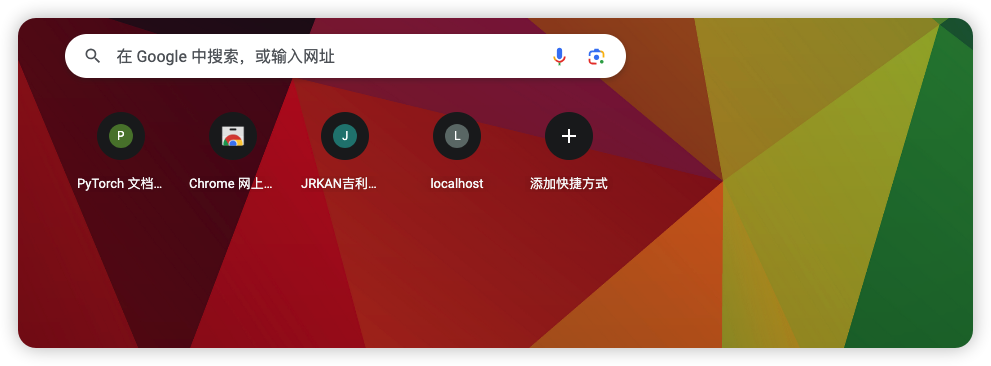 在 Google 中搜索，或输入网址
P
J
L
PyTorch 文档...
Chrome 网上...
JRKAN吉利...
localhost
添加快捷方式